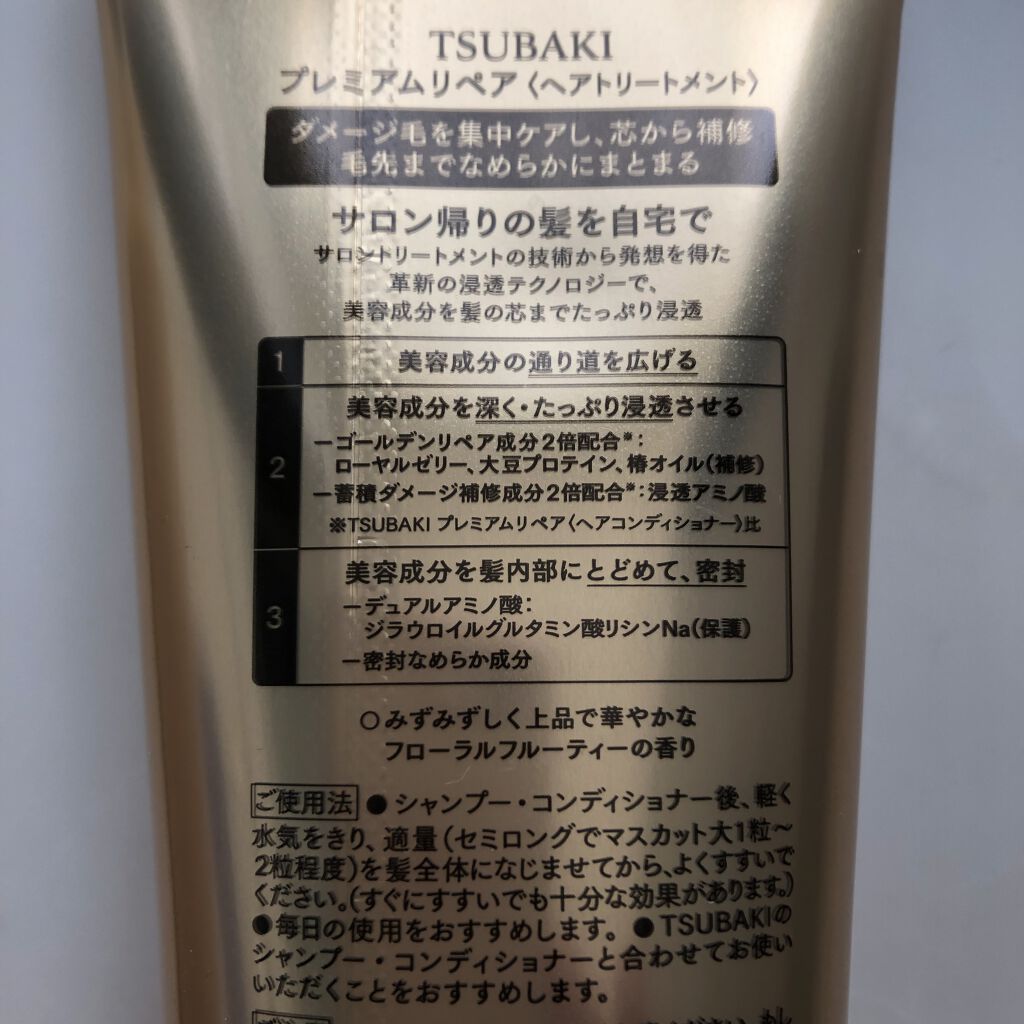 TSUBAKI
プレミアムリペア〈ヘアトリートメント〉
ダメージ毛を集中ケアし、芯から補修
毛先までなめらかにまとまる
サロン帰りの髪を自宅で
サロントリートメントの技術から発想を得た
革新の浸透テクノロジーで、
美容成分を髪の芯までたっぷり浸透
1 美容成分の通り道を広げる
美容成分を深く・たっぷり浸透させる
2
―ゴールデンリペア成分2倍配合※:
ローヤルゼリー、大豆プロテイン、椿オイル(補修)
―蓄積ダメージ補修成分2倍配合※:浸透アミノ酸
※TSUBAKI プレミアムリペア〈ヘアコンディショナー〉比
美容成分を髪内部にとどめて、密封
3
―デュアルアミノ酸:
ジラウロイルグルタミン酸リシンNa(保護)
―密封なめらか成分
○みずみずしく上品で華やかな
フローラルフルーティーの香り
ご使用法 ●シャンプー・コンディショナー後、軽く
水気をきり、適量(セミロングでマスカット大1粒~
2粒程度)を髪全体になじませてから、よくすすいで
ください。(すぐにすすいでも十分な効果があります。)
●毎日の使用をおすすめします。●TSUBAKIの
シャンプー・コンディショナーと合わせてお使い
いただくことをおすすめします。